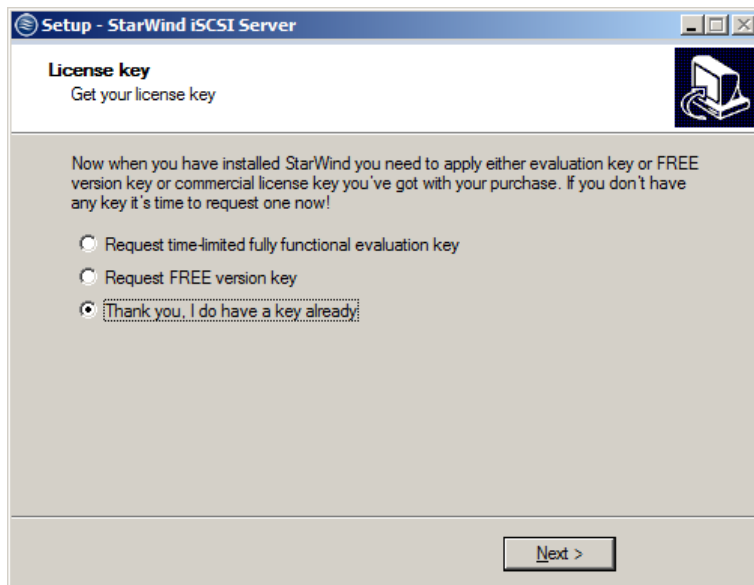 Setup - StarWind iSCSI Server
License key
Get your license key
Now when you have installed StarWind you need to apply either evaluation key or FREE
version key or commercial license key you've got with your purchase. If you don't have
any key it's time to request one now!
Request time-limited fully functional evaluation key
Request FREE version key
Thank you, I do have a key already
Next >